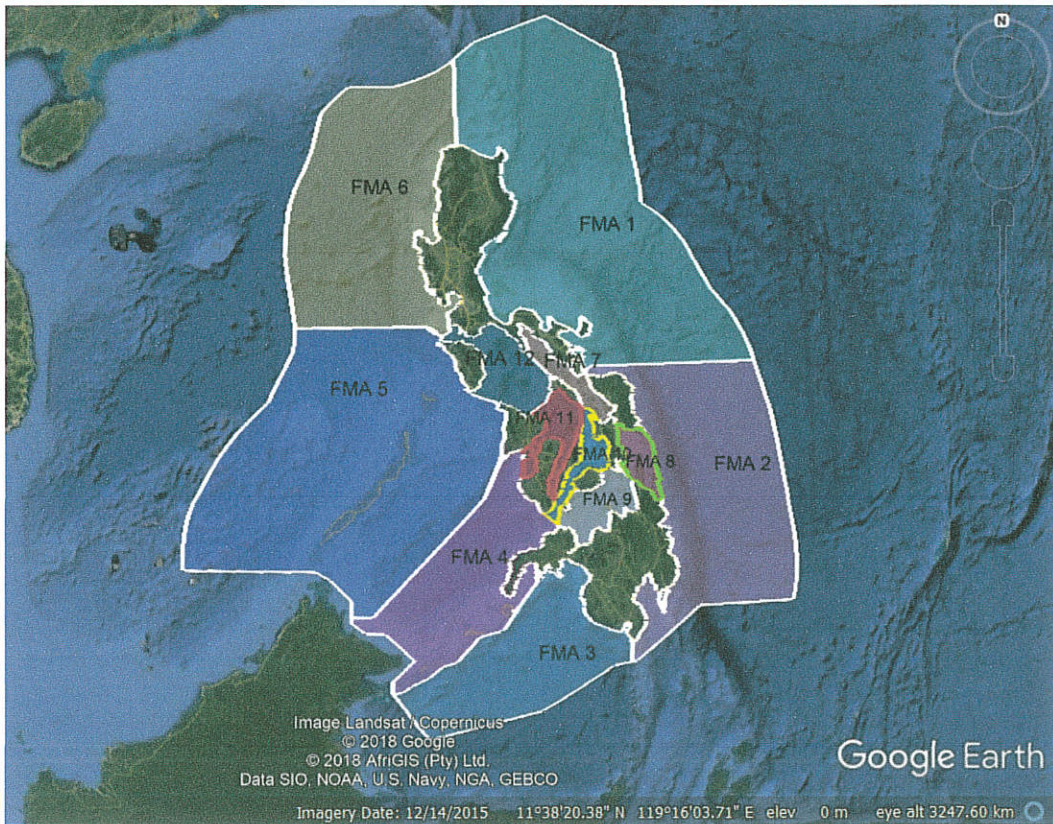 N
FMA 6
FMA 1
FMA 12
FMA 7
FMA 5
FMA 11
FMA 10
FMA 8
FMA 2
FMA 9
FMA 4
FMA 3
Image Landsat / Copernicus
© 2018 Google
© 2018 AfriGIS (Pty) Ltd.
Data SIO, NOAA, U.S. Navy, NGA, GEBCO
Google Earth
Imagery Date: 12/14/2015 11°38'20.38" N 119°16'03.71" E elev 0 m eye alt 3247.60 km